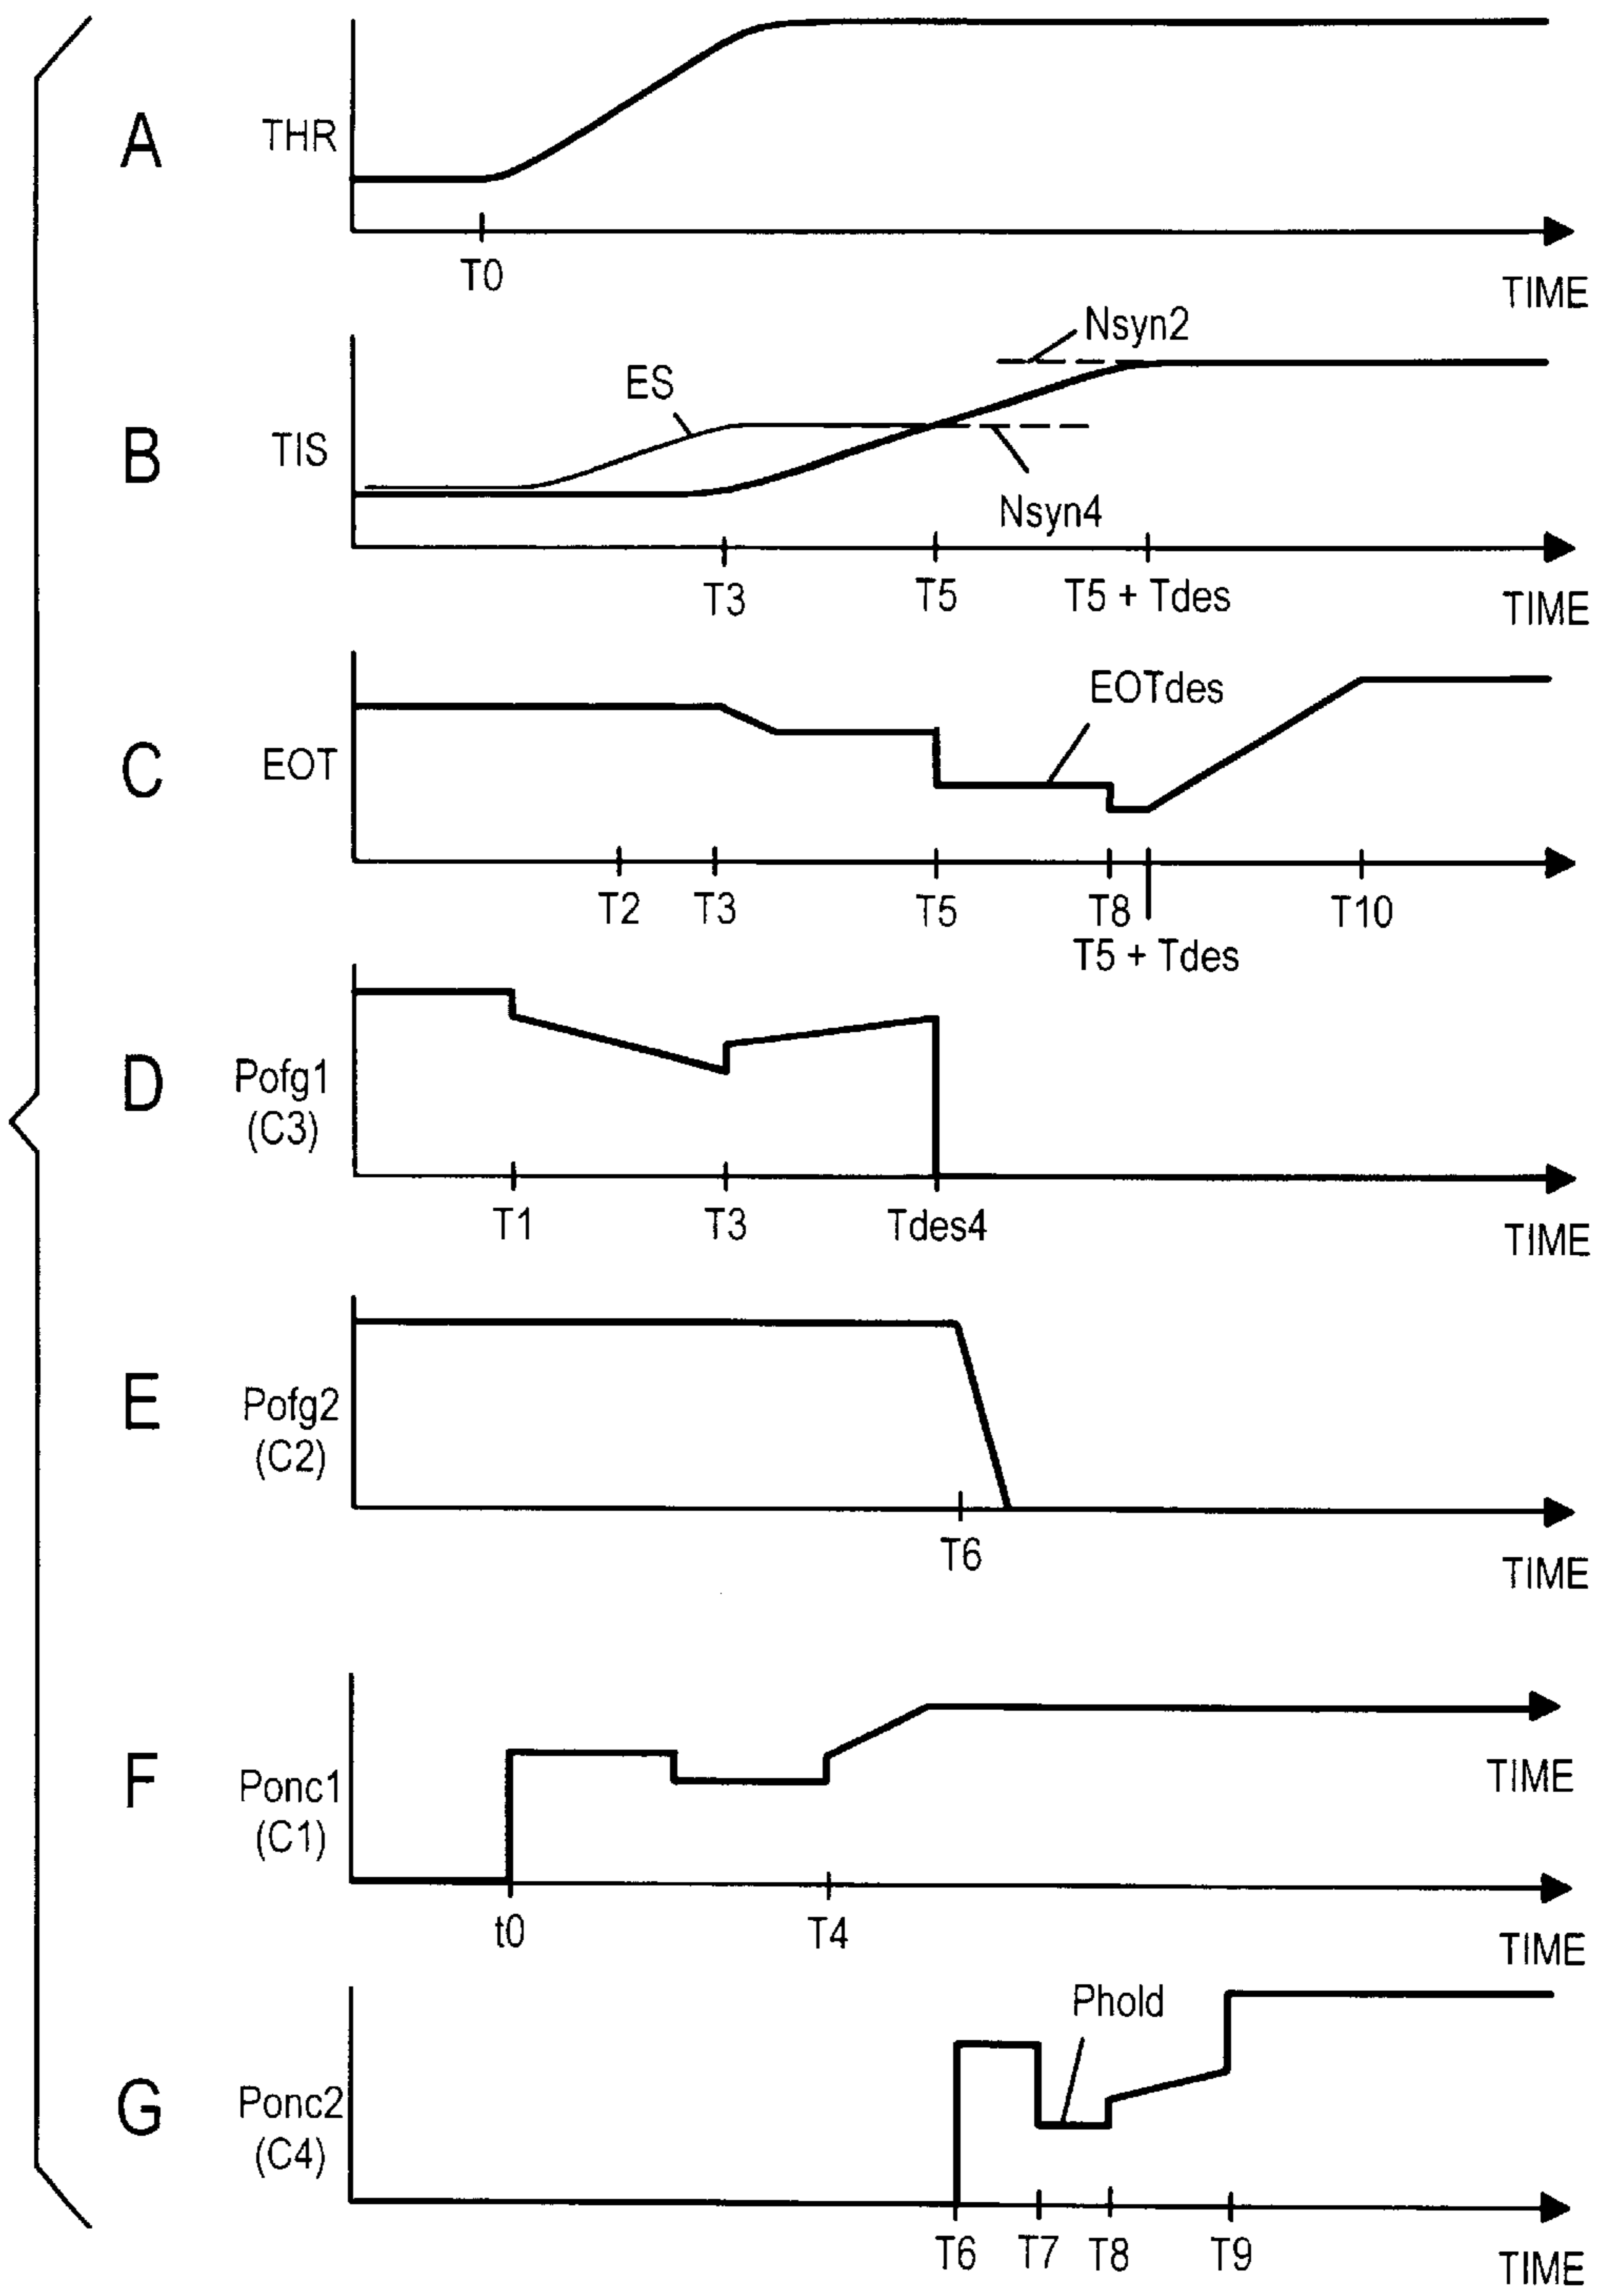 A
THR
T0
TIME
Nsyn2
ES
B
TIS
Nsyn4
T3
T5
T5 + Tdes
TIME
EOTdes
C
EOT
T2
T3
T5
T8
T10
T5 + Tdes
D
Pofg1
(C3)
T1
T3
Tdes4
TIME
E
Pofg2
(C2)
T6
TIME
F
Ponc1
(C1)
TIME
t0
T4
TIME
Phold
G
Ponc2
(C4)
T6
T7
T8
T9
TIME